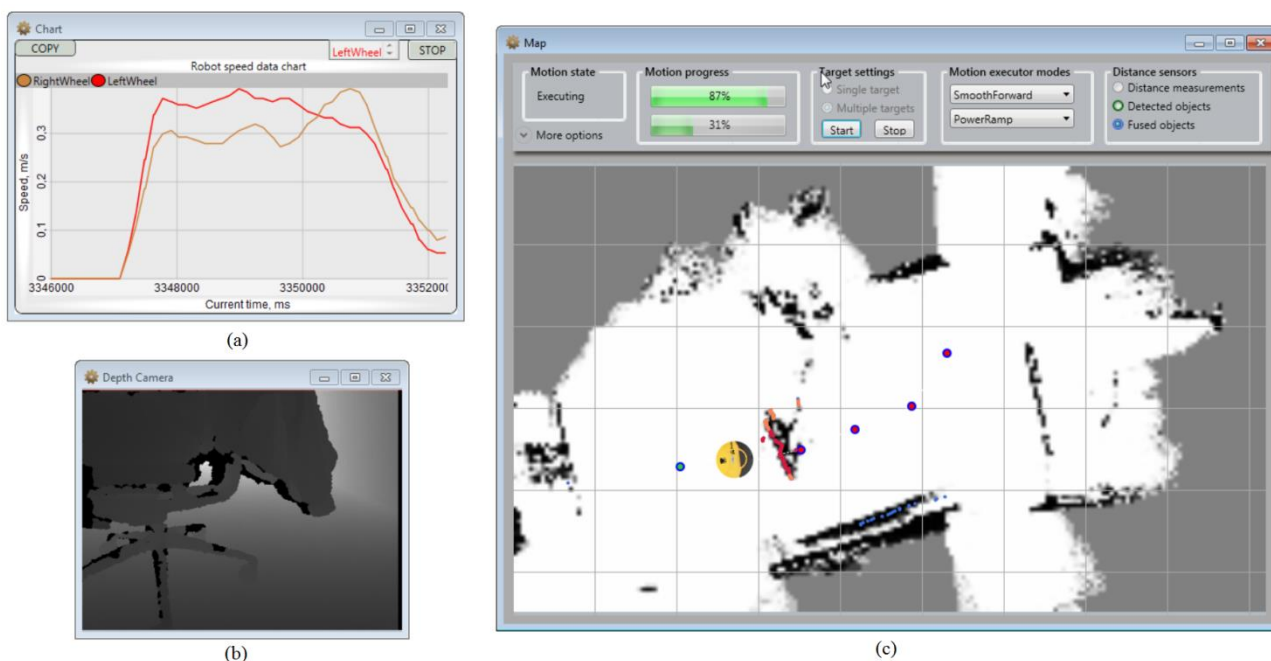 Chart
COPY
LeftWheel
STOP
Robot speed data chart
RightWheel LeftWheel
Speed, m/s
0,3
0,2
0,1
0
3346000 3348000 3350000 3352000
Current time, ms
(a)
Depth Camera
(b)
Map
Motion state
Executing
More options
Motion progress
87%
31%
Target settings
Single target
Multiple targets
Start Stop
Motion executor modes
SmoothForward
PowerRamp
Distance sensors
Distance measurements
Detected objects
Fused objects
(c)